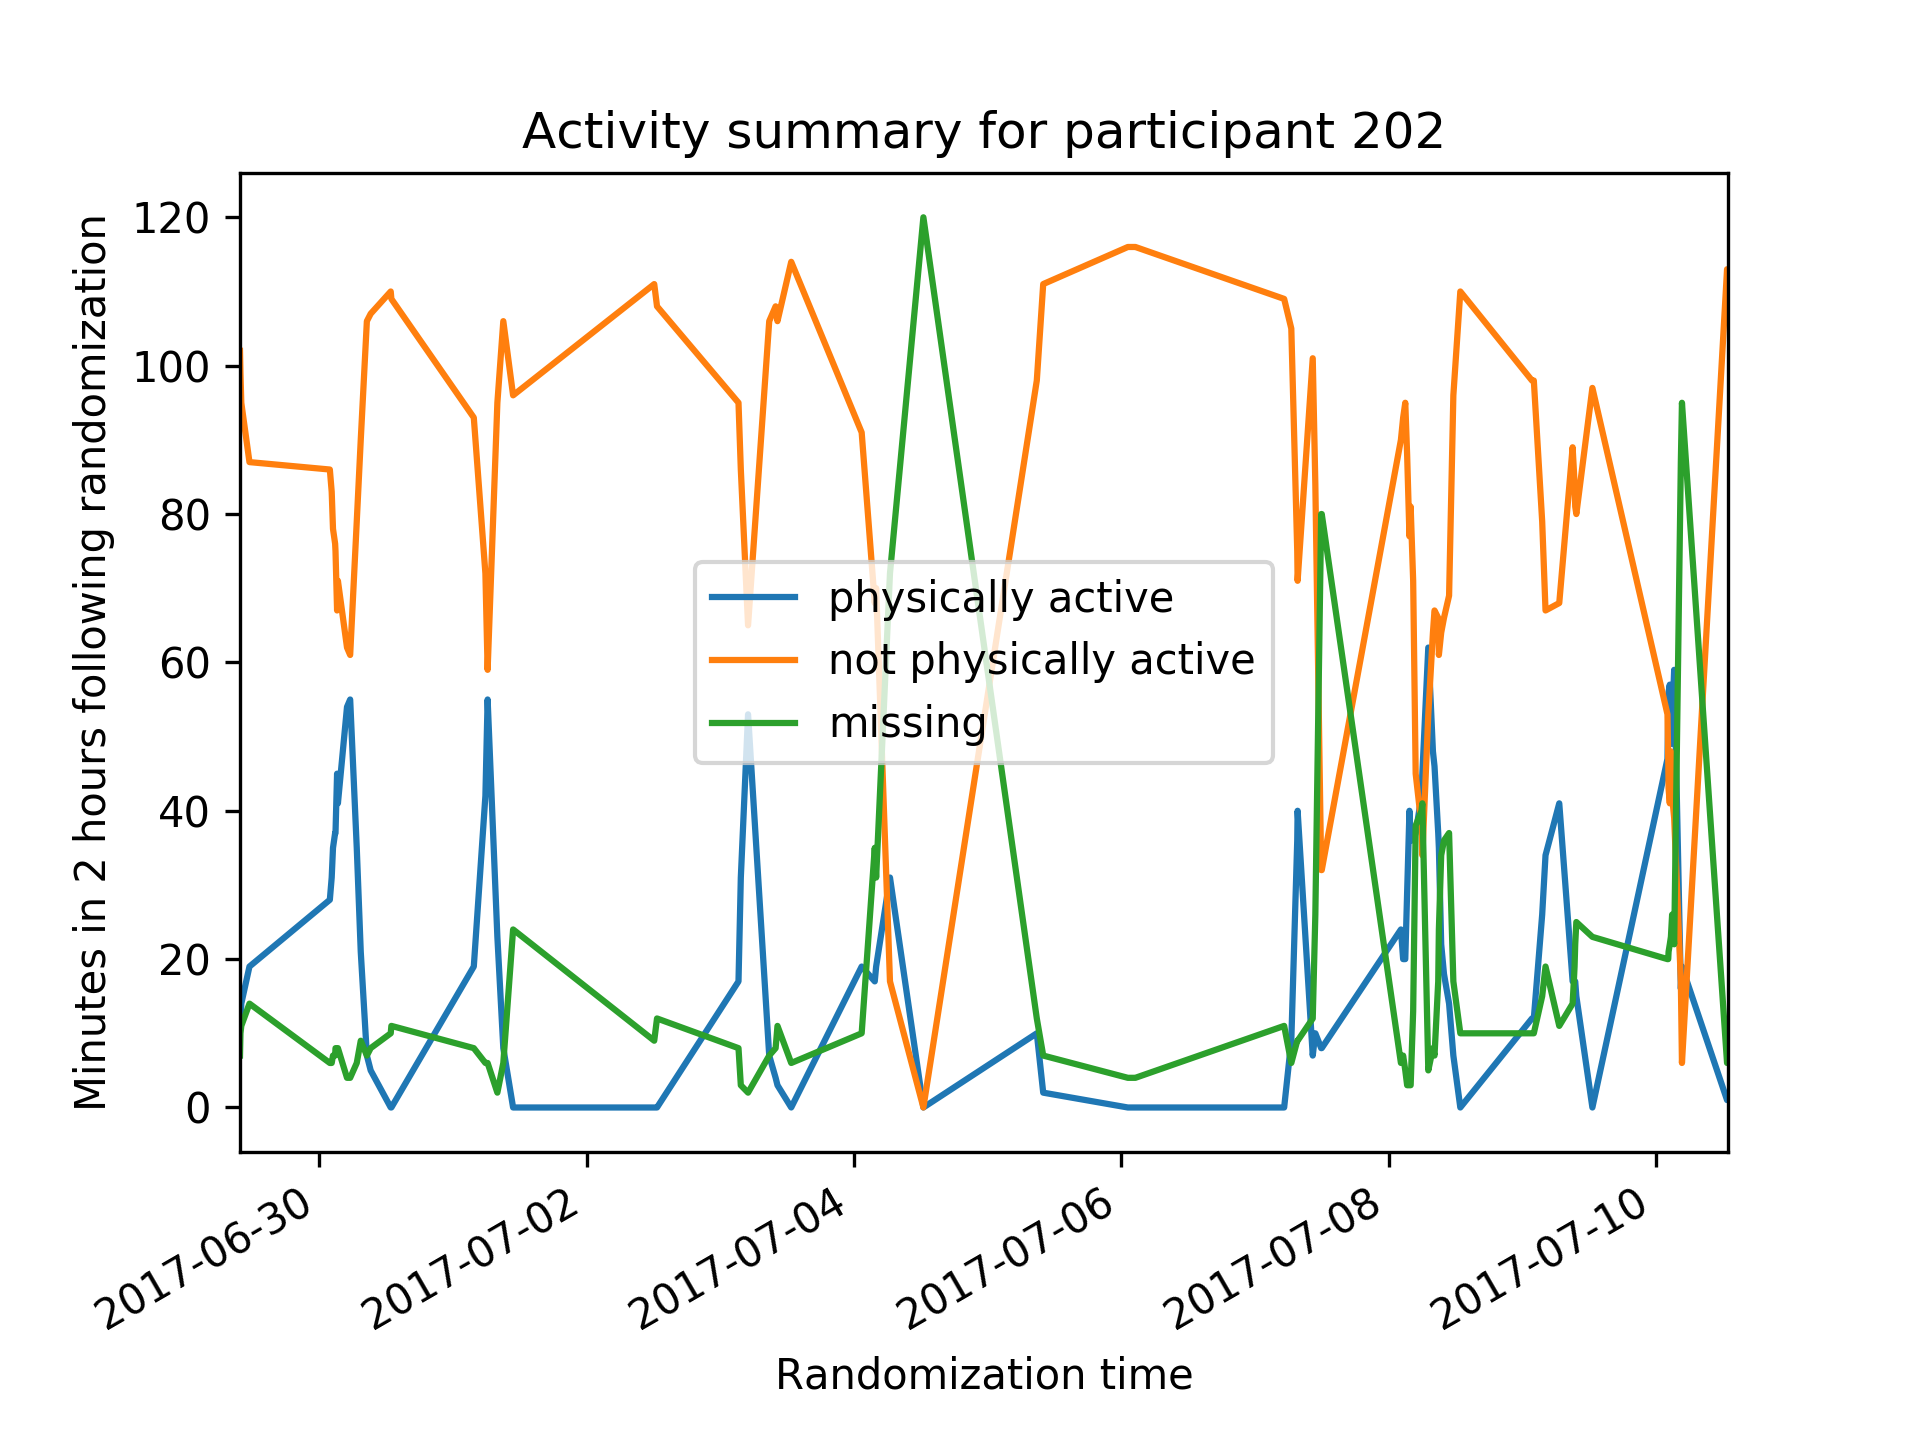 Activity summary for participant 202
Minutes in 2 hours following randomization
120
100
80
60
40
20
0
physically active
not physically active
missing
2017-06-30
2017-07-02
2017-07-04
2017-07-06
2017-07-08
2017-07-10
Randomization time